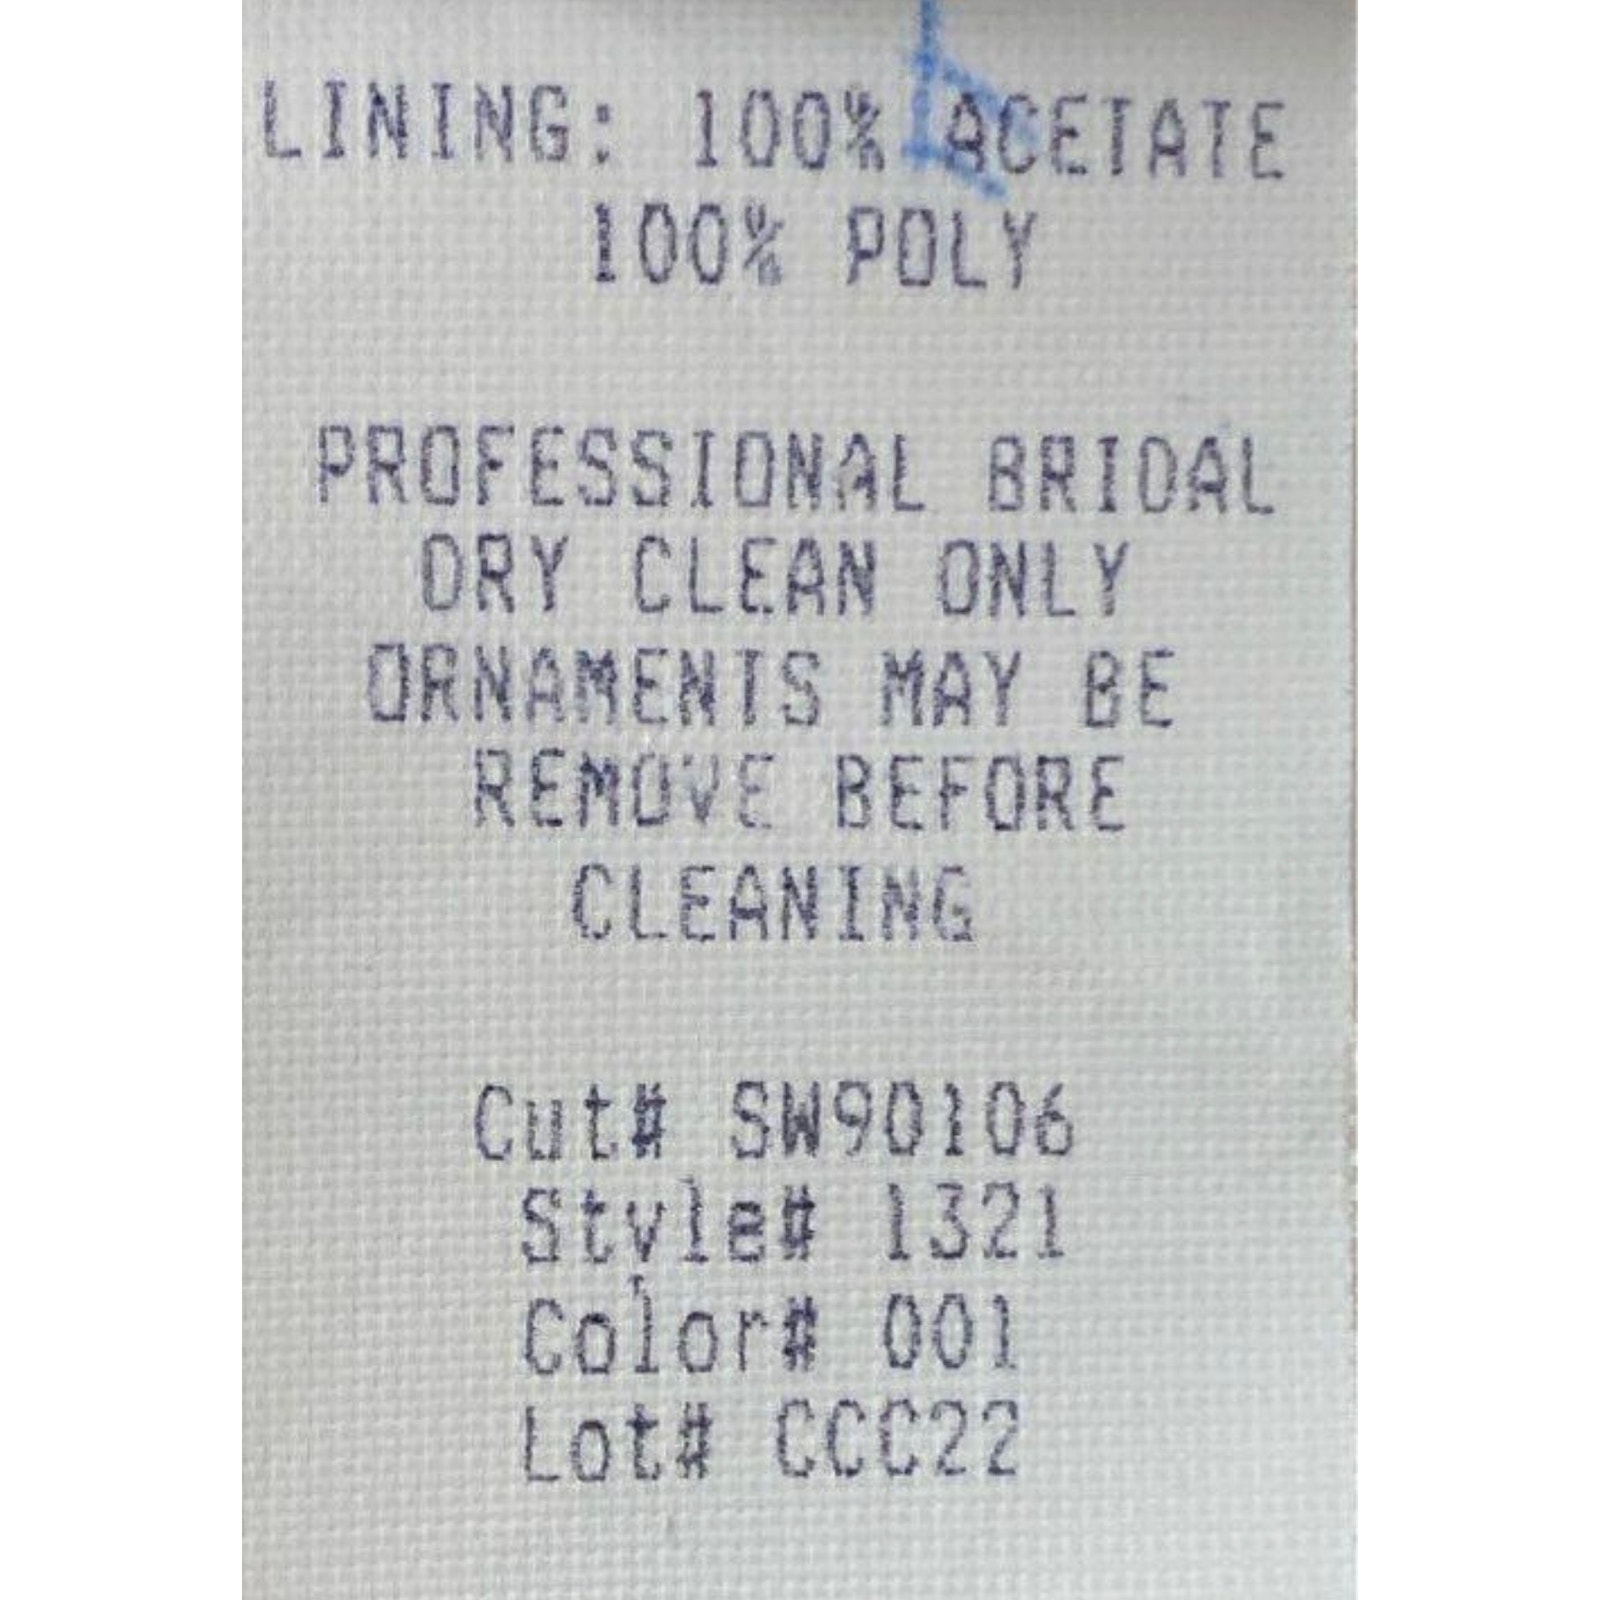 LINING: 100% ACETATE
100% POLY
PROFESSIONAL BRIDAL
DRY CLEAN ONLY
ORNAMENTS MAY BE
REMOVE BEFORE
CLEANING
Cut# SW90106
Style# 1321
Color# 001
Lot# CCC22